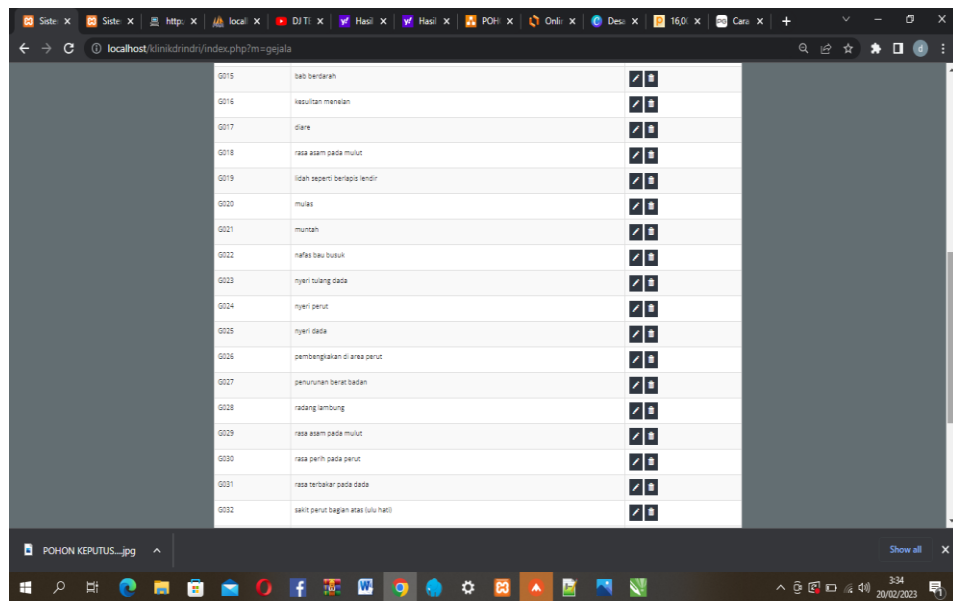 Siste
Siste
http:
local
DJ TI
Hasil
Hasil
POH
Onlin
Desa
16,0
Cara
localhost/klinikdrindri/index.php?m=gejala
d
G015 bab berdarah
G016 kesulitan menelan
G017 diare
G018 rasa asam pada mulut
G019 lidah seperti berlapis lendir
G020 mulas
G021 muntah
G022 nafas bau busuk
G023 nyeri tulang dada
G024 nyeri perut
G025 nyeri dada
G026 pembengkakan di area perut
G027 penurunan berat badan
G028 radang lambung
G029 rasa asam pada mulut
G030 rasa perih pada perut
G031 rasa terbakar pada dada
G032 sakit perut bagian atas (ulu hati)
POHON KEPUTUS....jpg
Show all
3:34
20/02/2023